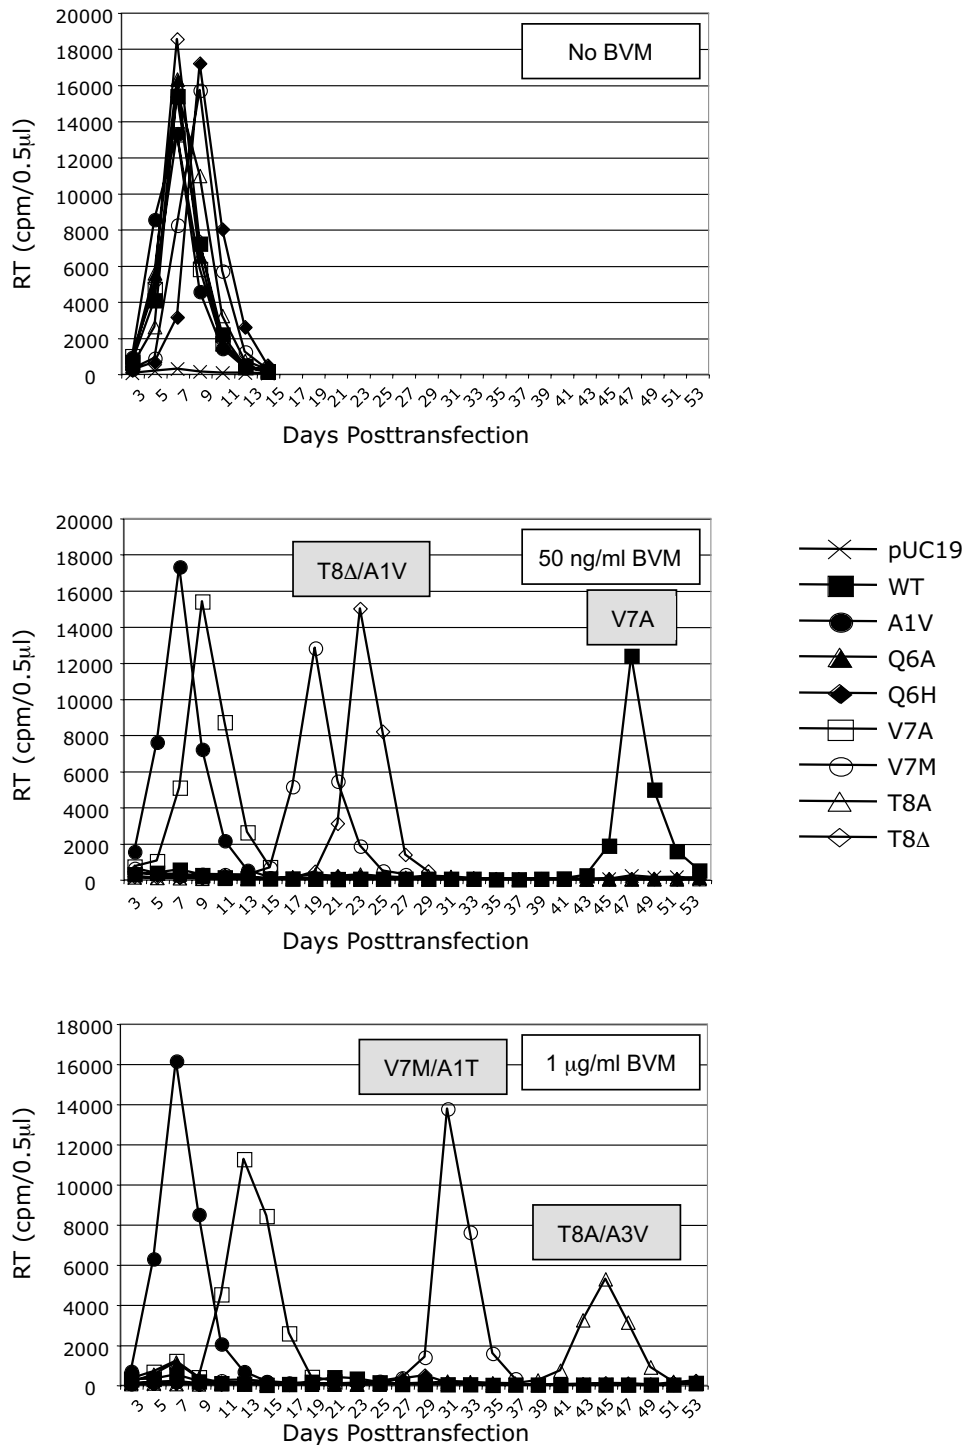 20000
No BVM
18000
16000
14000
12000
10000
8000
6000
4000
2000
0
RT (cpm/0.5µl)
3 5 7 9 11 13 15 17 19 21 23 25 27 29 31 33 35 37 39 41 43 45 47 49 51 53
Days Posttransfection
20000
T8Δ/A1V
50 ng/ml BVM
V7A
18000
16000
14000
12000
10000
8000
6000
4000
2000
0
RT (cpm/0.5µl)
3 5 7 9 11 13 15 17 19 21 23 25 27 29 31 33 35 37 39 41 43 45 47 49 51 53
Days Posttransfection
pUC19
WT
A1V
Q6A
Q6H
V7A
V7M
T8A
T8Δ
18000
V7M/A1T
1 µg/ml BVM
T8A/A3V
16000
14000
12000
10000
8000
6000
4000
2000
0
RT (cpm/0.5µl)
3 5 7 9 11 13 15 17 19 21 23 25 27 29 31 33 35 37 39 41 43 45 47 49 51 53
Days Posttransfection